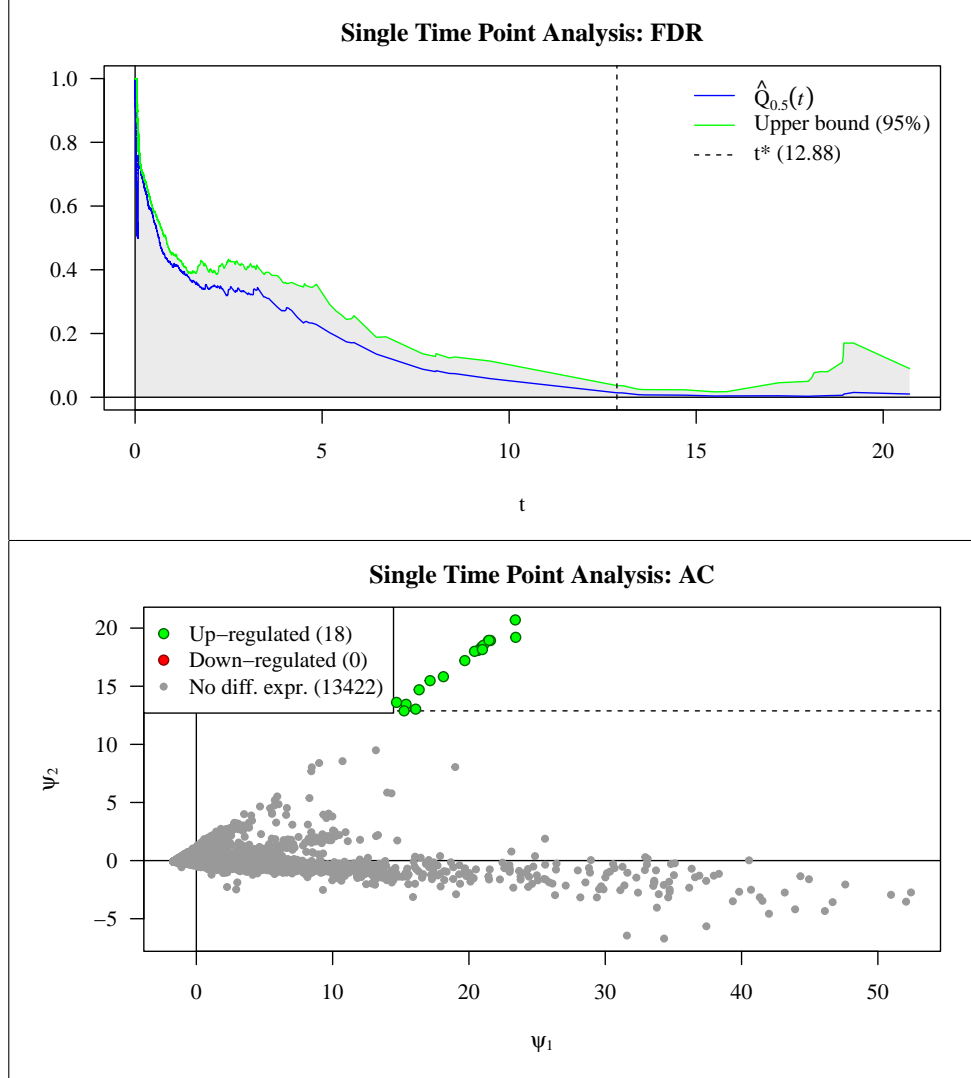 Single Time Point Analysis: FDR
1.0
0.8
0.6
0.4
0.2
0.0
Q̂0.5(t)
Upper bound (95%)
t* (12.88)
0 5 10 15 20
t
Single Time Point Analysis: AC
20
15
10
5
0
−5
ψ2
Up−regulated (18)
Down−regulated (0)
No diff. expr. (13422)
0 10 20 30 40 50
ψ1